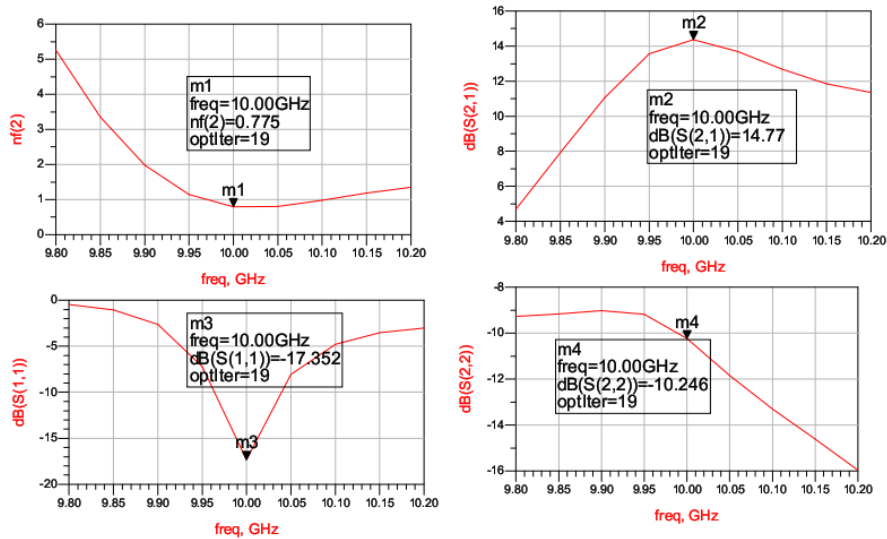 6
5
4
3
2
1
0
nf(2)
m1
freq=10.00GHz
nf(2)=0.775
optIter=19
m1
9.80 9.85 9.90 9.95 10.00 10.05 10.10 10.15 10.20
freq, GHz
16
14
12
10
8
6
4
dB(S(2,1))
m2
m2
freq=10.00GHz
dB(S(2,1))=14.77
optIter=19
9.80 9.85 9.90 9.95 10.00 10.05 10.10 10.15 10.20
freq, GHz
-0
-5
-10
-15
-20
dB(S(1,1))
m3
freq=10.00GHz
dB(S(1,1))=-17.352
optIter=19
m3
9.80 9.85 9.90 9.95 10.00 10.05 10.10 10.15 10.20
freq, GHz
-8
-10
-12
-14
-16
dB(S(2,2))
m4
m4
freq=10.00GHz
dB(S(2,2))=-10.246
optIter=19
9.80 9.85 9.90 9.95 10.00 10.05 10.10 10.15 10.20
freq, GHz